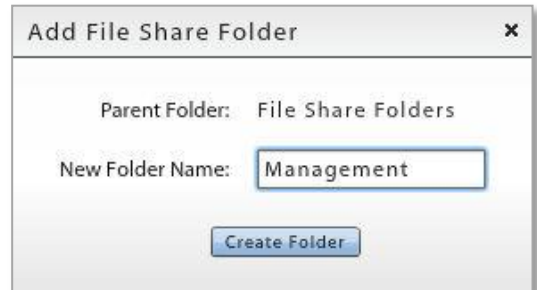 Add File Share Folder ×
Parent Folder: File Share Folders
New Folder Name: Management
Create Folder